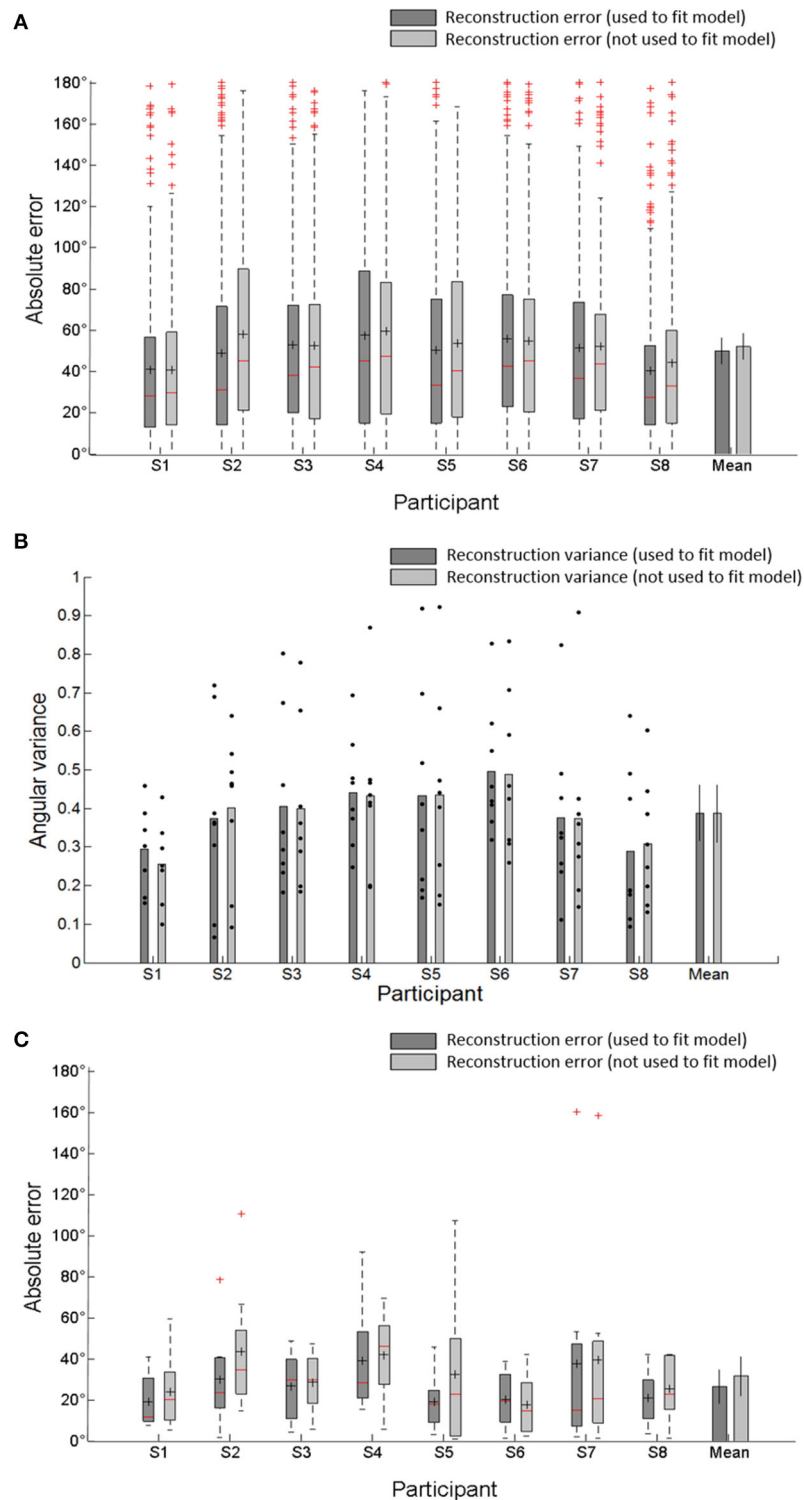 A
Reconstruction error (used to fit model)
Reconstruction error (not used to fit model)
180°
160°
140°
120°
100°
80°
60°
40°
20°
0°
Absolute error
S1 S2 S3 S4 S5 S6 S7 S8 Mean
Participant
B
Reconstruction variance (used to fit model)
Reconstruction variance (not used to fit model)
1
0.9
0.8
0.7
0.6
0.5
0.4
0.3
0.2
0.1
0
Angular variance
S1 S2 S3 S4 S5 S6 S7 S8 Mean
Participant
C
Reconstruction error (used to fit model)
Reconstruction error (not used to fit model)
180°
160°
140°
120°
100°
80°
60°
40°
20°
0°
Absolute error
S1 S2 S3 S4 S5 S6 S7 S8 Mean
Participant